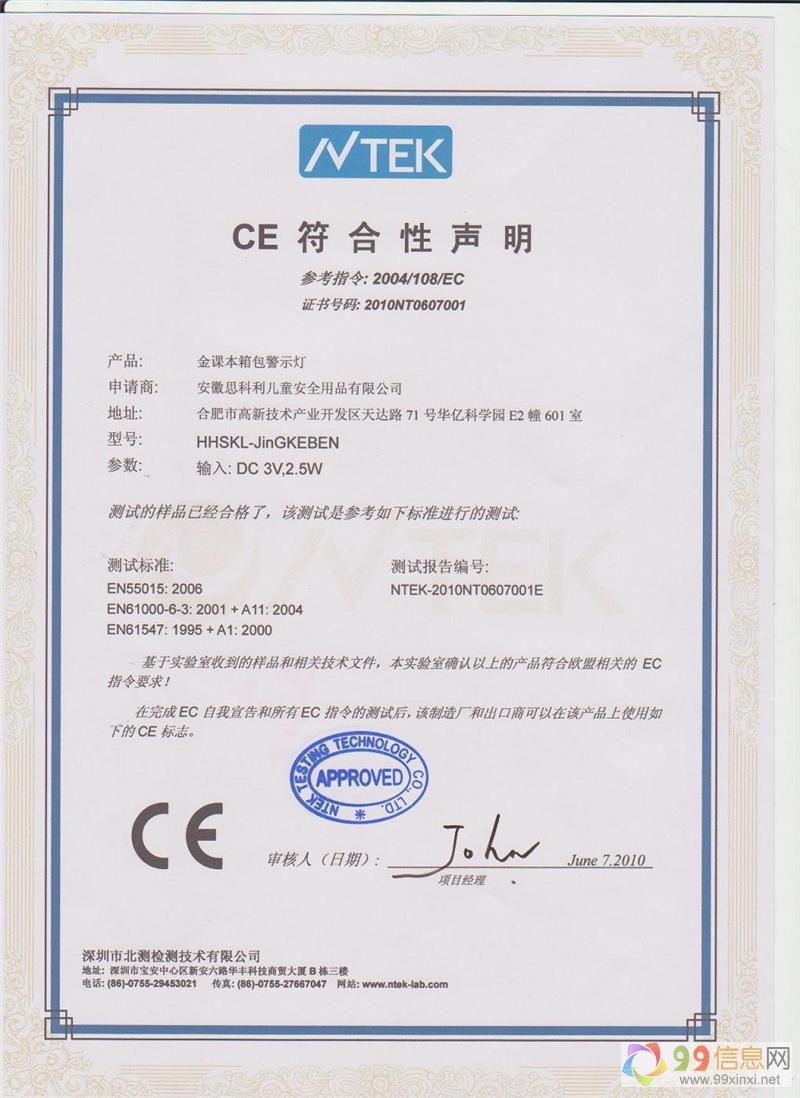 NTEK
CE 符合性声明
参考指令: 2004/108/EC
证书号码: 2010NT0607001
产品: 金课本箱包警示灯
申请商: 安徽思科利儿童安全用品有限公司
地址: 合肥市高新技术产业开发区天达路 71 号华亿科学园 E2 幢 601 室
型号: HHSKL-JinGKEBEN
参数: 输入: DC 3V,2.5W
测试的样品已经合格了，该测试是参考如下标准进行的测试:
测试标准: 测试报告编号:
EN55015: 2006 NTEK-2010NT0607001E
EN61000-6-3: 2001 + A11: 2004
EN61547: 1995 + A1: 2000
基于实验室收到的样品和相关技术文件，本实验室确认以上的产品符合欧盟相关的 EC
指令要求！
在完成 EC 自我宣告和所有 EC 指令的测试后，该制造厂和出口商可以在该产品上使用如
下的 CE 标志。
NTEK TESTING TECHNOLOGY CO., LTD.
APPROVED
CE
审核人（日期）: John June 7.2010
项目经理
深圳市北测检测技术有限公司
地址: 深圳市宝安中心区新安六路华丰科技商贸大厦 B 栋三楼
电话: (86)-0755-29453021 传真: (86)-0755-27667047 网站: www.ntek-lab.com
99信息网
www.99xinxi.net